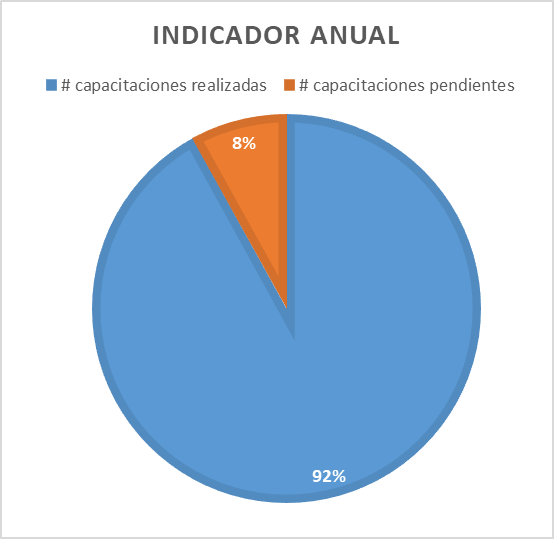 INDICADOR ANUAL
# capacitaciones realizadas # capacitaciones pendientes
8%
92%